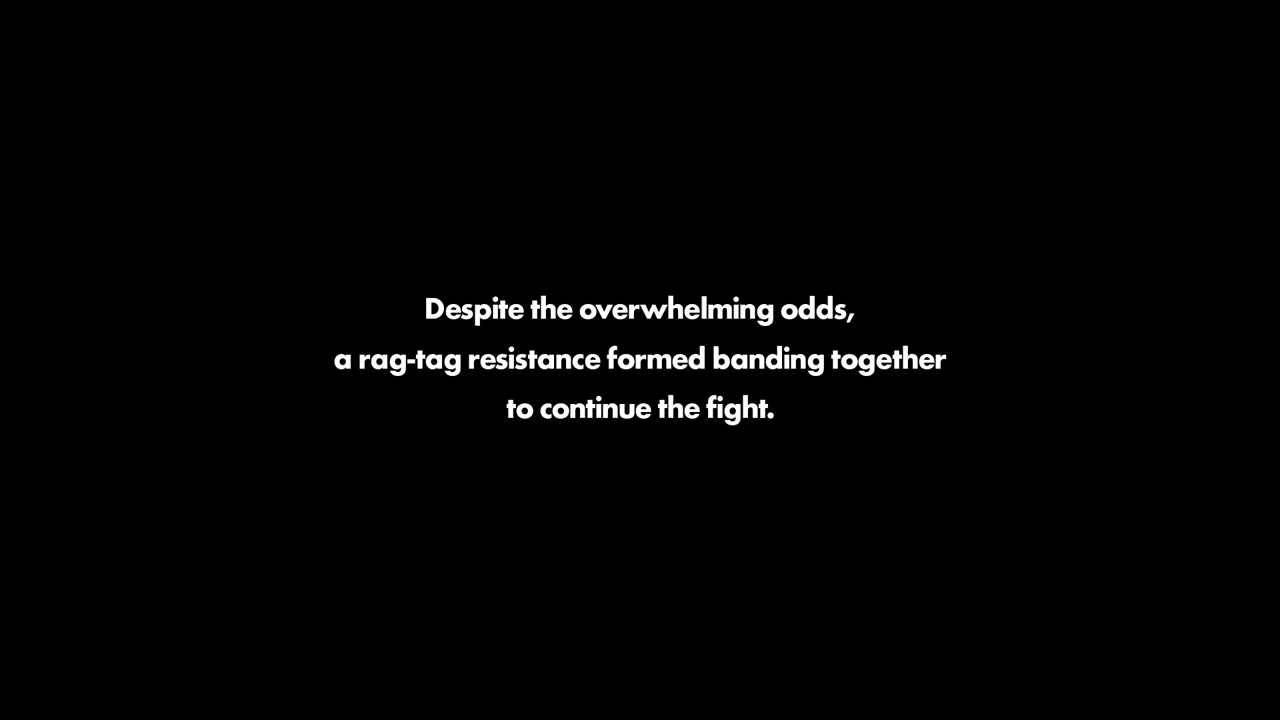 Despite the overwhelming odds,
a rag-tag resistance formed banding together
to continue the fight.